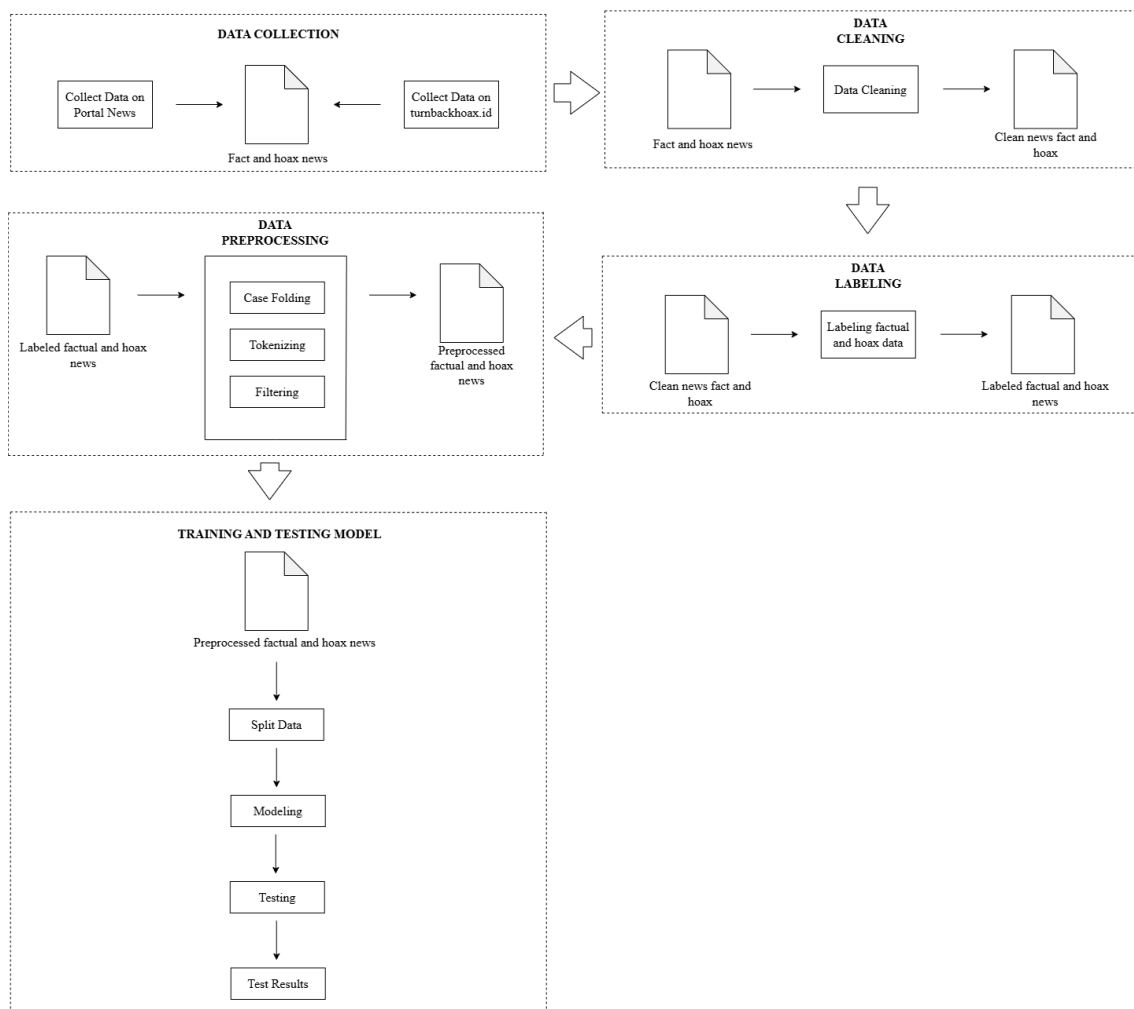 DATA COLLECTION
Collect Data on
Portal News
Fact and hoax news
Collect Data on
turnbackhoax.id
DATA
CLEANING
Fact and hoax news
Data Cleaning
Clean news fact and
hoax
DATA
LABELING
Clean news fact and
hoax
Labeling factual
and hoax data
Labeled factual and hoax
news
DATA
PREPROCESSING
Labeled factual and hoax
news
Case Folding
Tokenizing
Filtering
Preprocessed
factual and hoax
news
TRAINING AND TESTING MODEL
Preprocessed factual and hoax news
Split Data
Modeling
Testing
Test Results